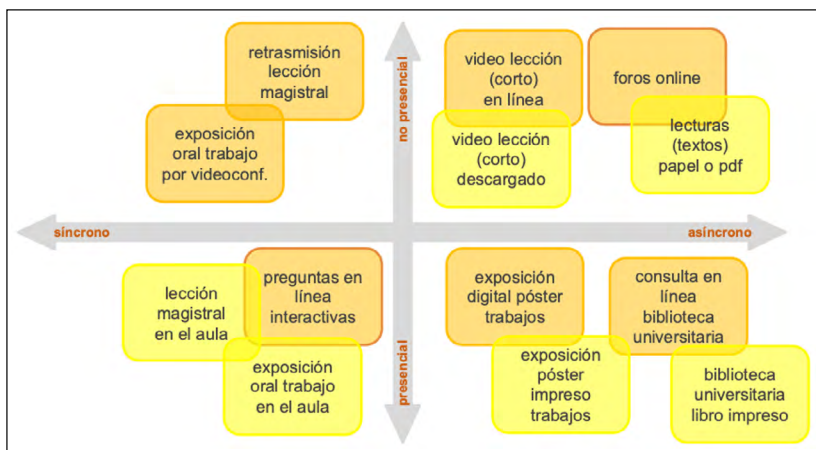 retrasmisión
lección
magistral
exposición
oral trabajo
por videoconf.
no presencial
video lección
(corto)
en línea
video lección
(corto)
descargado
foros online
lecturas
(textos)
papel o pdf
síncrono
asíncrono
lección
magistral
en el aula
preguntas en
línea
interactivas
exposición
oral trabajo
en el aula
presencial
exposición
digital póster
trabajos
exposición
póster
impreso
trabajos
consulta en
línea
biblioteca
universitaria
biblioteca
universitaria
libro impreso